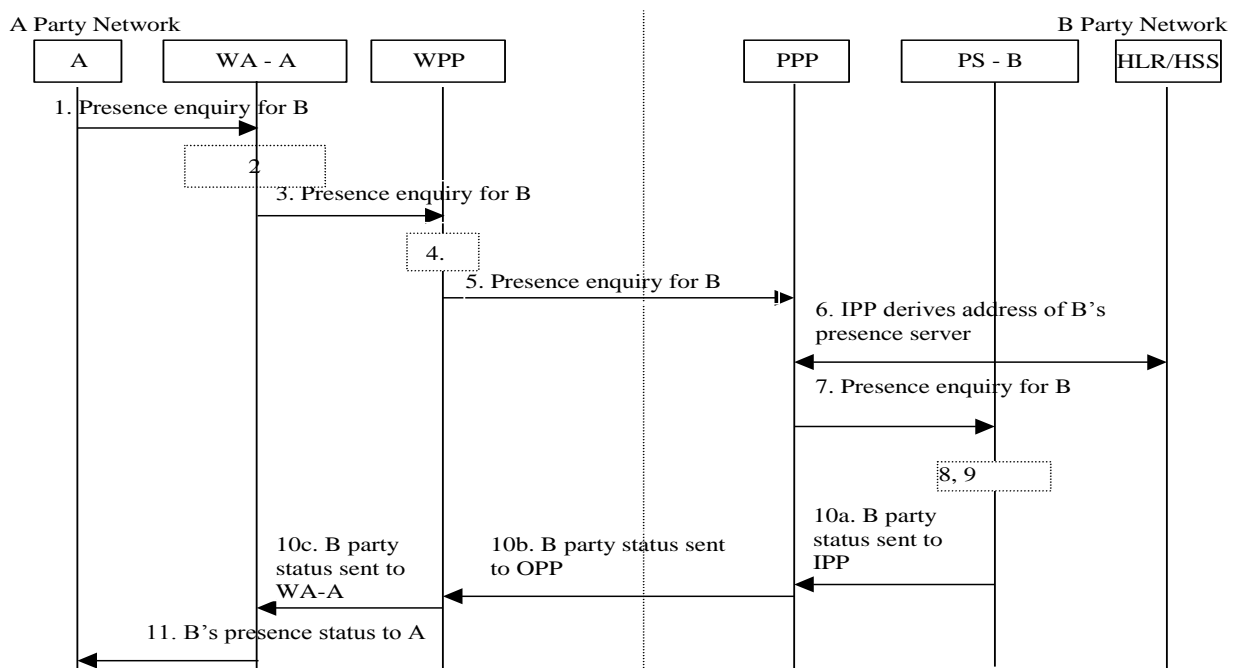 A Party Network
B Party Network
A
WA - A
WPP
PPP
PS - B
HLR/HSS
1. Presence enquiry for B
2
3. Presence enquiry for B
4.
5. Presence enquiry for B
6. IPP derives address of B's
presence server
7. Presence enquiry for B
8, 9
10a. B party
status sent to
IPP
10b. B party status sent
to OPP
10c. B party
status sent to
WA-A
11. B's presence status to A